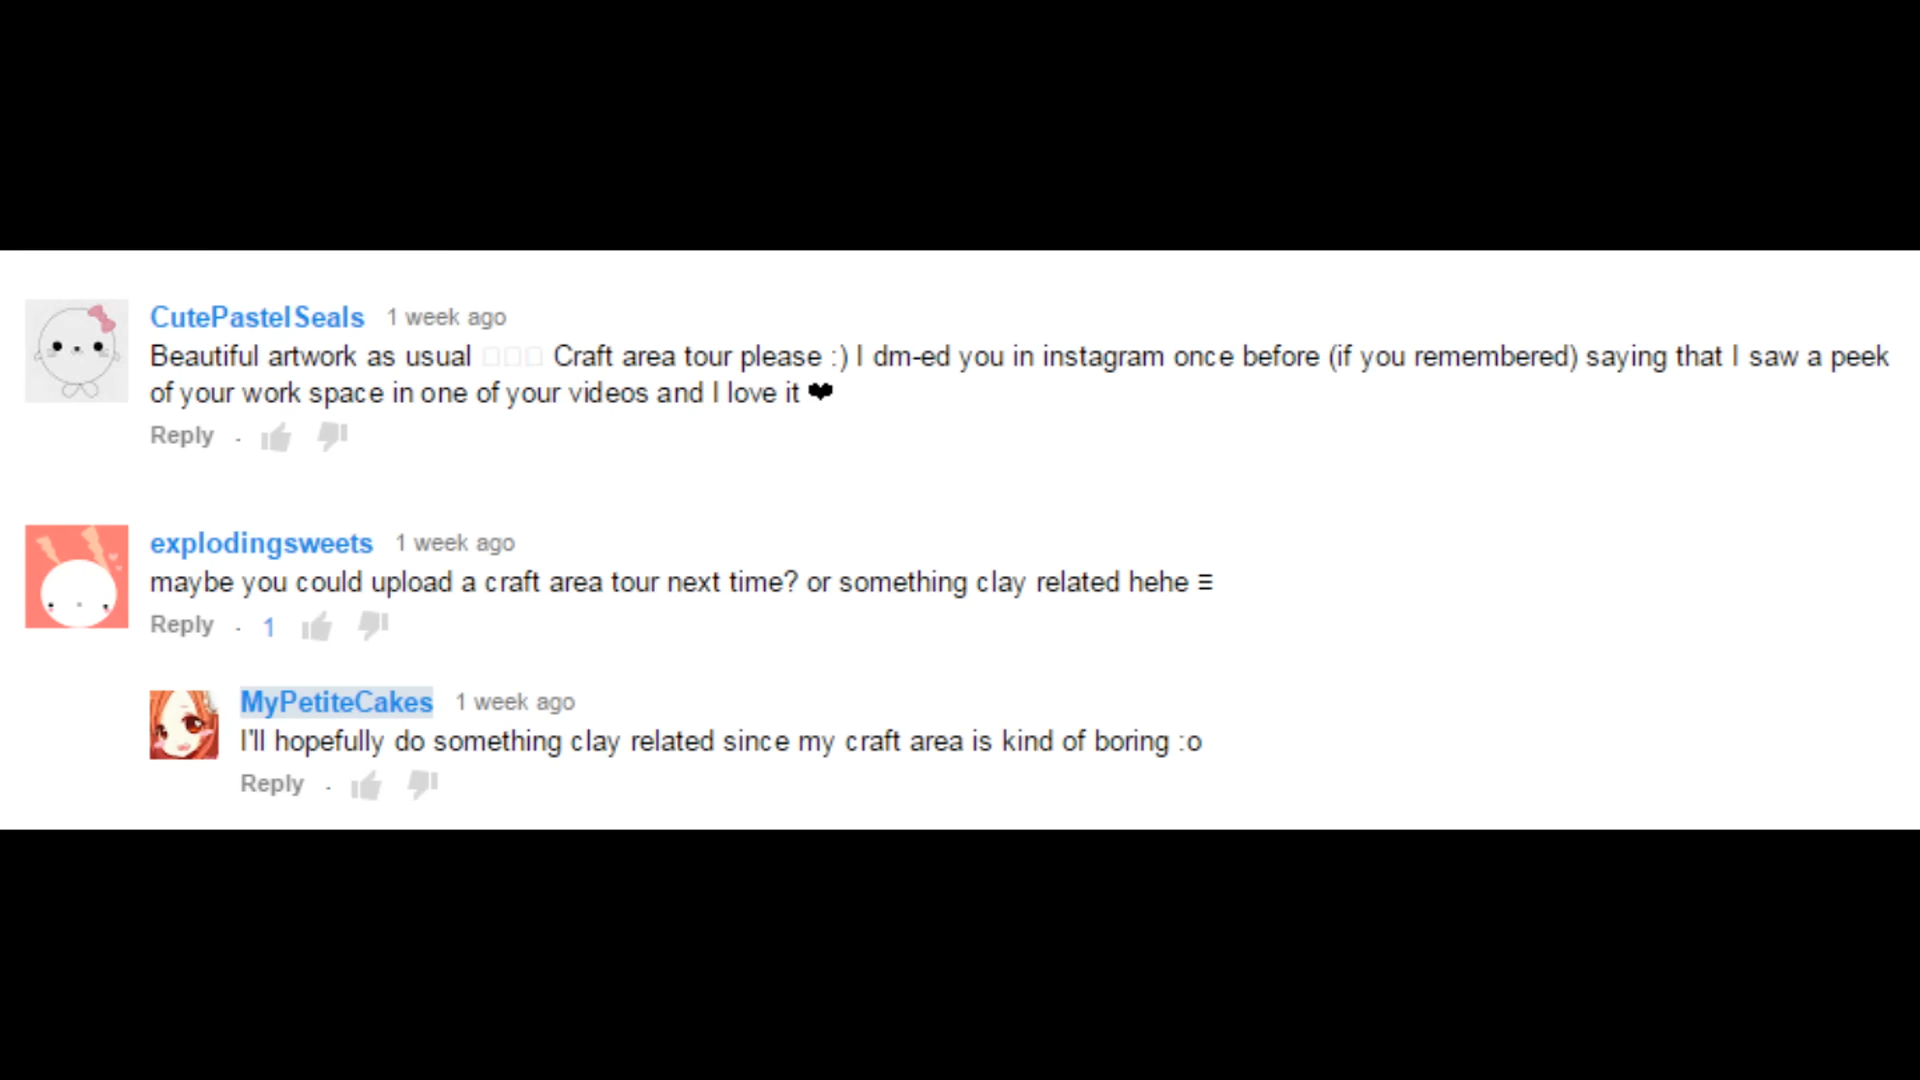 CutePastelSeals 1 week ago
Beautiful artwork as usual □□□ Craft area tour please :) I dm-ed you in instagram once before (if you remembered) saying that I saw a peek
of your work space in one of your videos and I love it ❤
Reply .
explodingsweets 1 week ago
maybe you could upload a craft area tour next time? or something clay related hehe Ξ
Reply . 1
MyPetiteCakes 1 week ago
I'll hopefully do something clay related since my craft area is kind of boring :o
Reply .